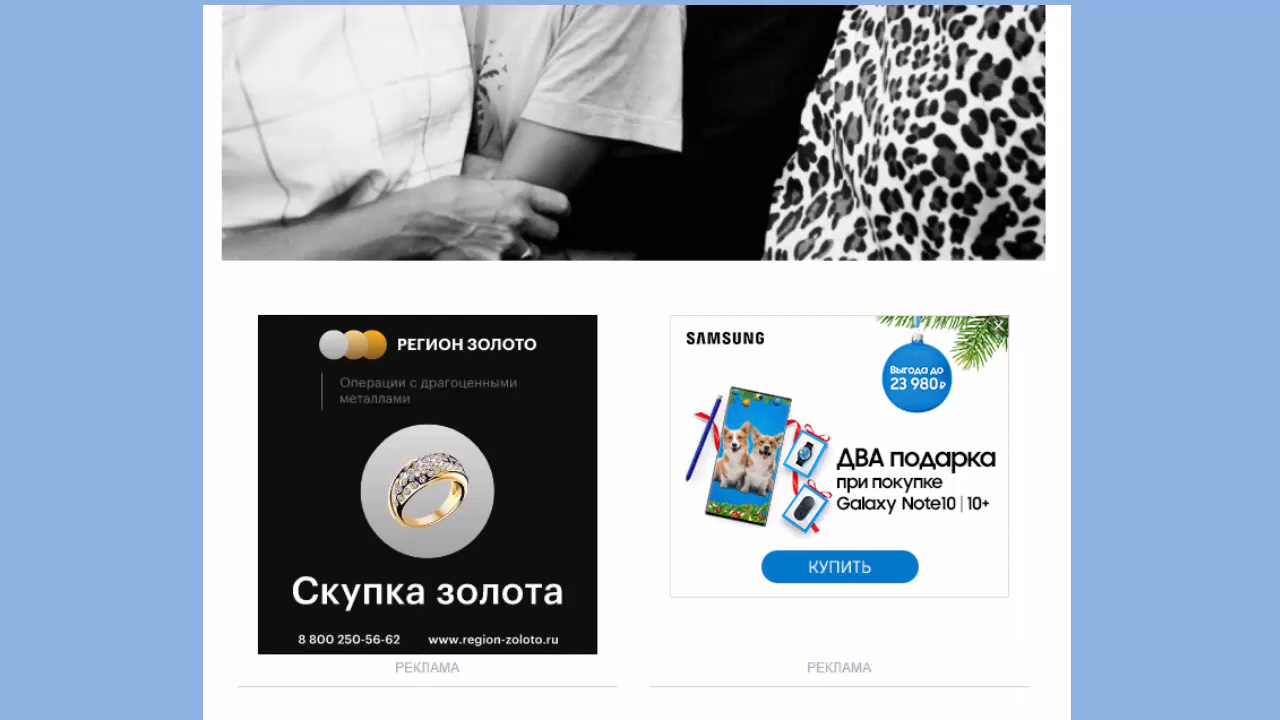 РЕГИОН ЗОЛОТО
Операции с драгоценными
металлами
Скупка золота
8 800 250-56-62 www.region-zoloto.ru
РЕКЛАМА
SAMSUNG
Выгода до
23 980₽
ДВА подарка
при покупке
Galaxy Note10 | 10+
КУПИТЬ
РЕКЛАМА